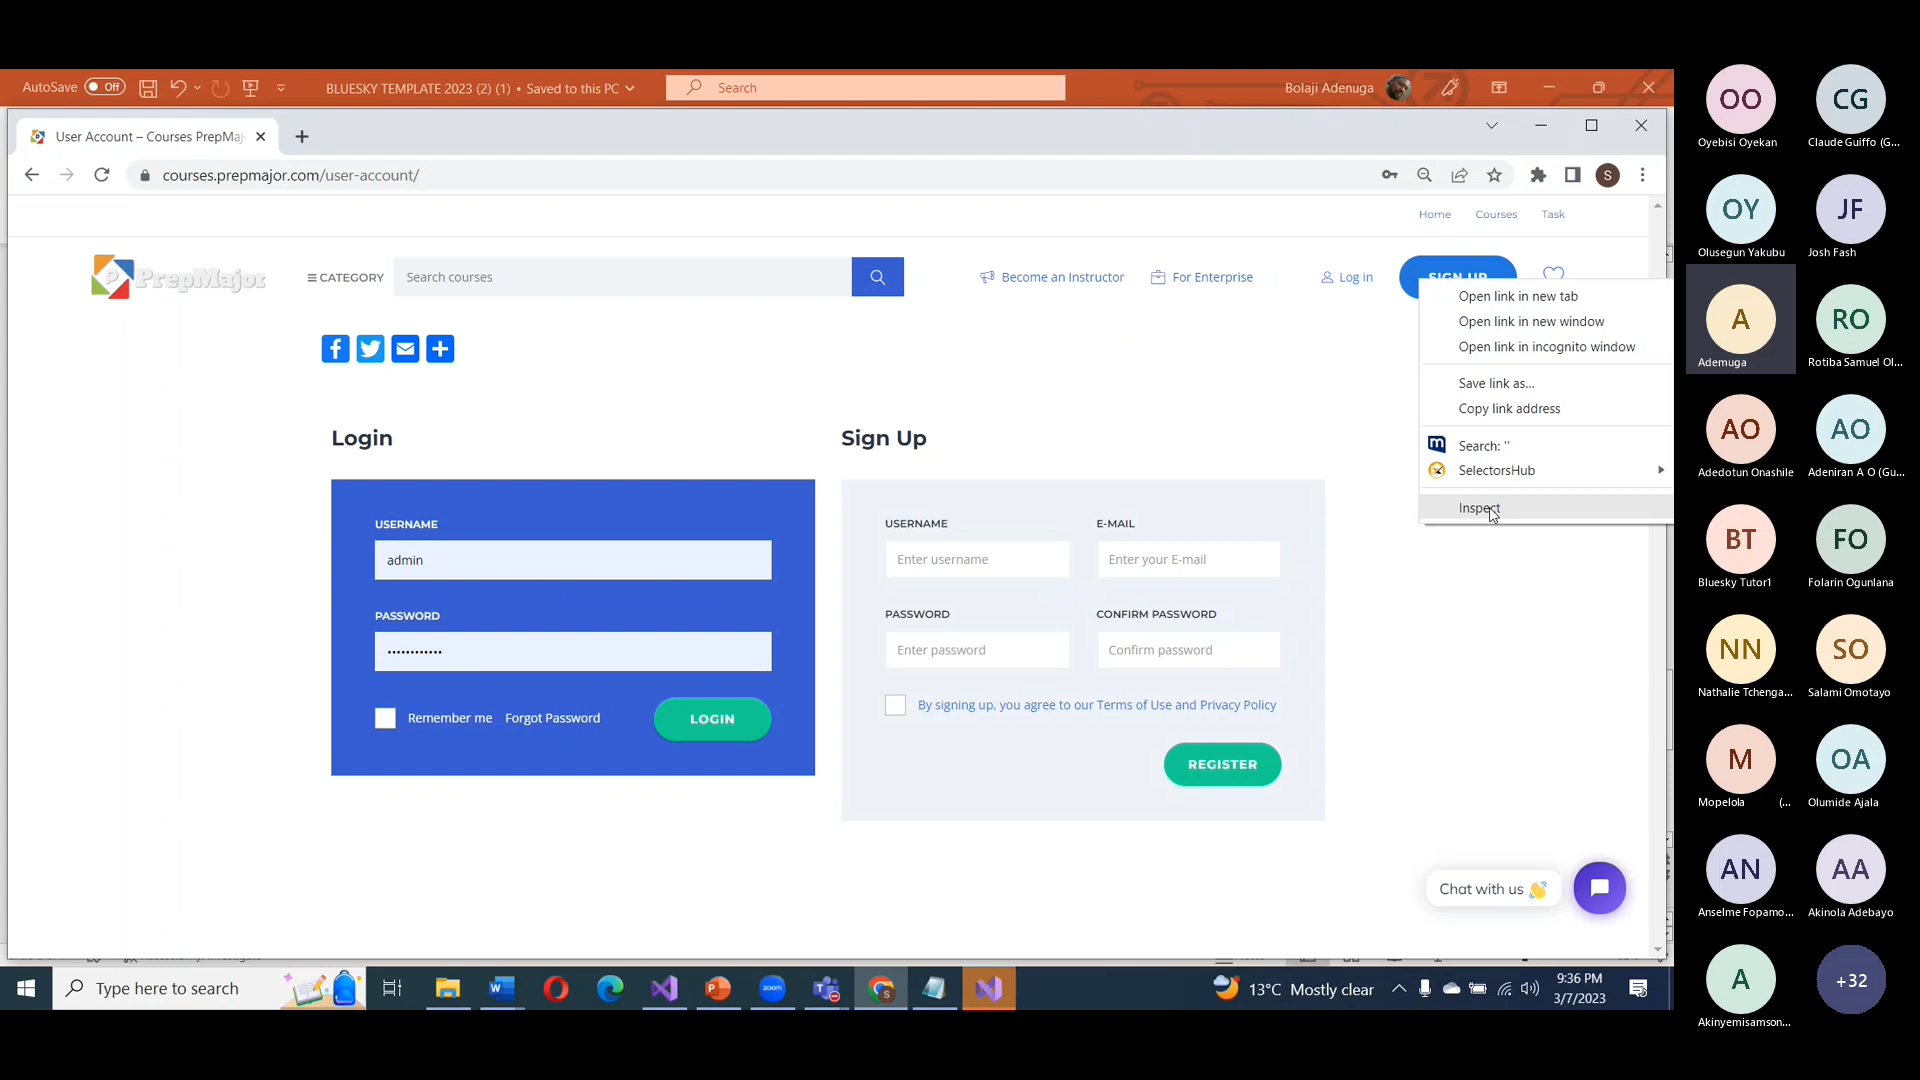 AutoSave Off
BLUESKY TEMPLATE 2023 (2) (1) • Saved to this PC
Search
Bolaji Adenuga
User Account – Courses PrepMaj
courses.prepmajor.com/user-account/
S
Home Courses Task
P PrepMajor
CATEGORY
Search courses
Become an Instructor
For Enterprise
Log in
SIGN UP
Open link in new tab
Open link in new window
Open link in incognito window
Save link as...
Copy link address
Search: ''
SelectorsHub
Inspect
Login
USERNAME
admin
PASSWORD
••••••••••••
Remember me Forgot Password
LOGIN
Sign Up
USERNAME E-MAIL
Enter username Enter your E-mail
PASSWORD CONFIRM PASSWORD
Enter password Confirm password
By signing up, you agree to our Terms of Use and Privacy Policy
REGISTER
Chat with us 👋
Type here to search
zoom
13°C Mostly clear
9:36 PM
3/7/2023
OO
Oyebisi Oyekan
CG
Claude Guiffo (G...
OY
Olusegun Yakubu
JF
Josh Fash
A
Ademuga
RO
Rotiba Samuel Ol...
AO
Adedotun Onashile
AO
Adeniran A O (Gu...
BT
Bluesky Tutor1
FO
Folarin Ogunlana
NN
Nathalie Tchenga...
SO
Salami Omotayo
M
Mopelola (...
OA
Olumide Ajala
AN
Anselme Fopamo...
AA
Akinola Adebayo
A
Akinyemisamson...
+32